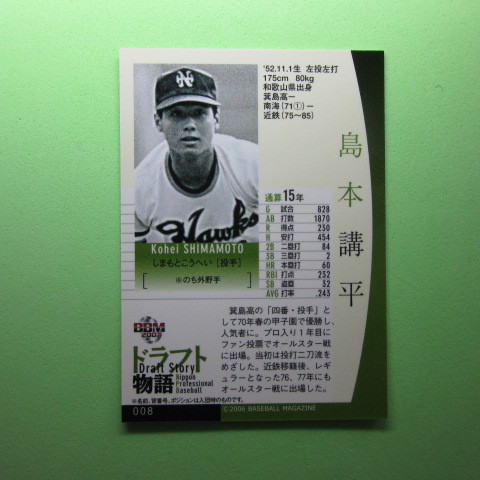 '52.11.1生 左投左打
175cm 80kg
和歌山県出身
箕島高―
南海(71①)―
近鉄(75〜85)
島本講平
NH
Hawks
Kohei SHIMAMOTO
しまもとこうへい[投手]
[ ※のち外野手
通算15年
G 試合 828
AB 打数 1870
R 得点 230
H 安打 454
2B 二塁打 84
3B 三塁打 2
HR 本塁打 60
RBI 打点 232
SB 盗塁 32
AVG 打率 .243
]
箕島高の「四番・投手」と
して70年春の甲子園で優勝し、
人気者に。プロ入り1年目に
ファン投票でオールスター戦
に出場。当初は投打二刀流を
めざした。近鉄移籍後、レギ
ュラーとなった76、77年にも
オールスター戦に出場した。
BBM
ドラフト
Draft Story
物語
Nippon
Professional
Baseball
※名前、背番号、ポジションは入団時のものです。
008
©2006 BASEBALL MAGAZINE